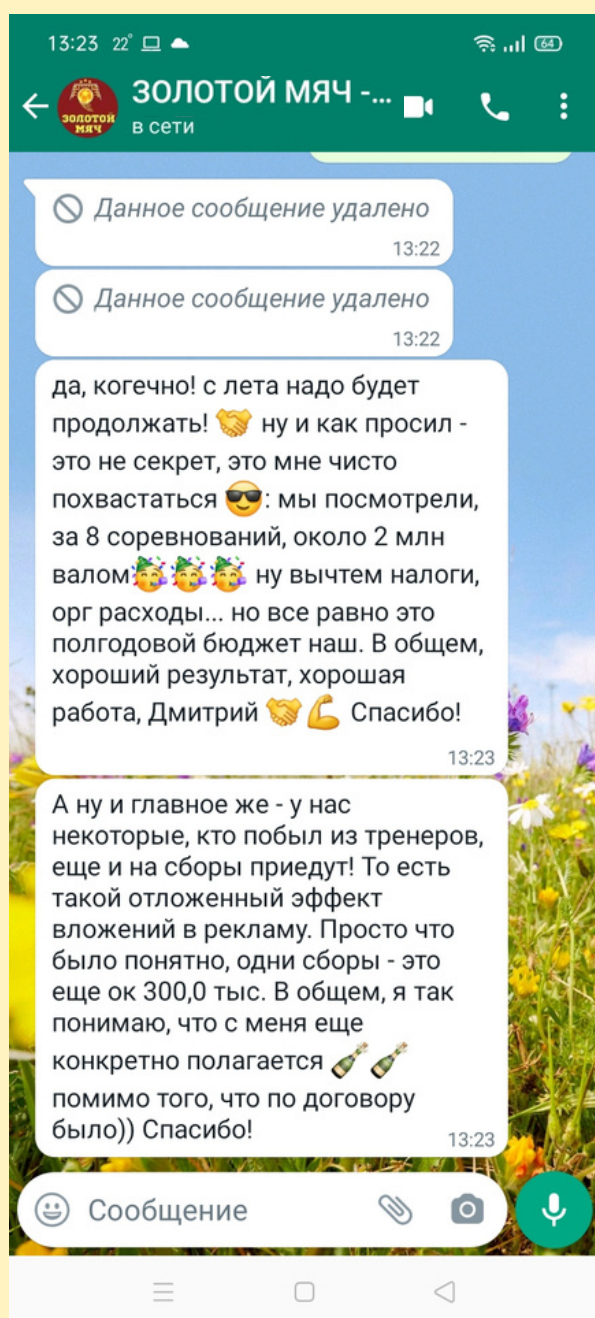 13:23 22°
64
ЗОЛОТОЙ МЯЧ -...
в сети
ЗОЛОТОЙ
МЯЧ
Данное сообщение удалено
13:22
Данное сообщение удалено
13:22
да, когечно! с лета надо будет
продолжать! 🤝 ну и как просил -
это не секрет, это мне чисто
похвастаться 😎: мы посмотрели,
за 8 соревнований, около 2 млн
валом🥳🥳🥳 ну вычтем налоги,
орг расходы... но все равно это
полгодовой бюджет наш. В общем,
хороший результат, хорошая
работа, Дмитрий 🤝💪 Спасибо!
13:23
А ну и главное же - у нас
некоторые, кто побыл из тренеров,
еще и на сборы приедут! То есть
такой отложенный эффект
вложений в рекламу. Просто что
было понятно, одни сборы - это
еще ок 300,0 тыс. В общем, я так
понимаю, что с меня еще
конкретно полагается 🍾🍾
помимо того, что по договору
было)) Спасибо!
13:23
Сообщение